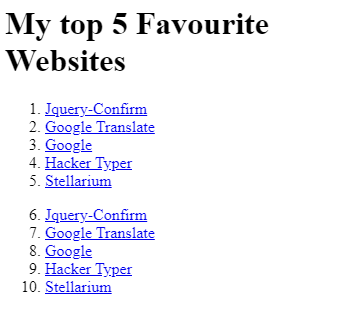 My top 5 Favourite
Websites
1. Jquery-Confirm
2. Google Translate
3. Google
4. Hacker Typer
5. Stellarium
6. Jquery-Confirm
7. Google Translate
8. Google
9. Hacker Typer
10. Stellarium